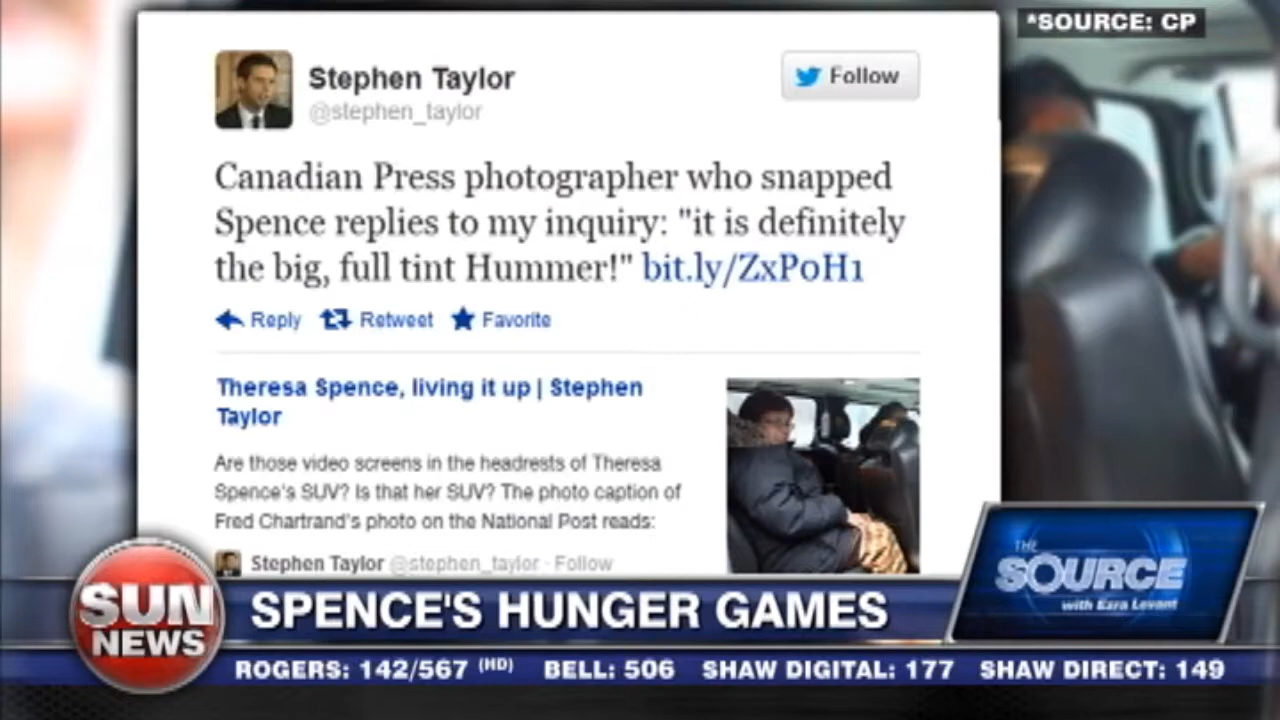 *SOURCE: CP
Stephen Taylor
@stephen_taylor
Follow
Canadian Press photographer who snapped
Spence replies to my inquiry: "it is definitely
the big, full tint Hummer!" bit.ly/ZxPoH1
Reply Retweet Favorite
Theresa Spence, living it up | Stephen
Taylor
Are those video screens in the headrests of Theresa
Spence's SUV? Is that her SUV? The photo caption of
Fred Chartrand's photo on the National Post reads:
Stephen Taylor @stephen_taylor · Follow
THE
SOURCE
with Ezra Levant
SUN
NEWS
SPENCE'S HUNGER GAMES
ROGERS: 142/567 (HD) BELL: 506 SHAW DIGITAL: 177 SHAW DIRECT: 149